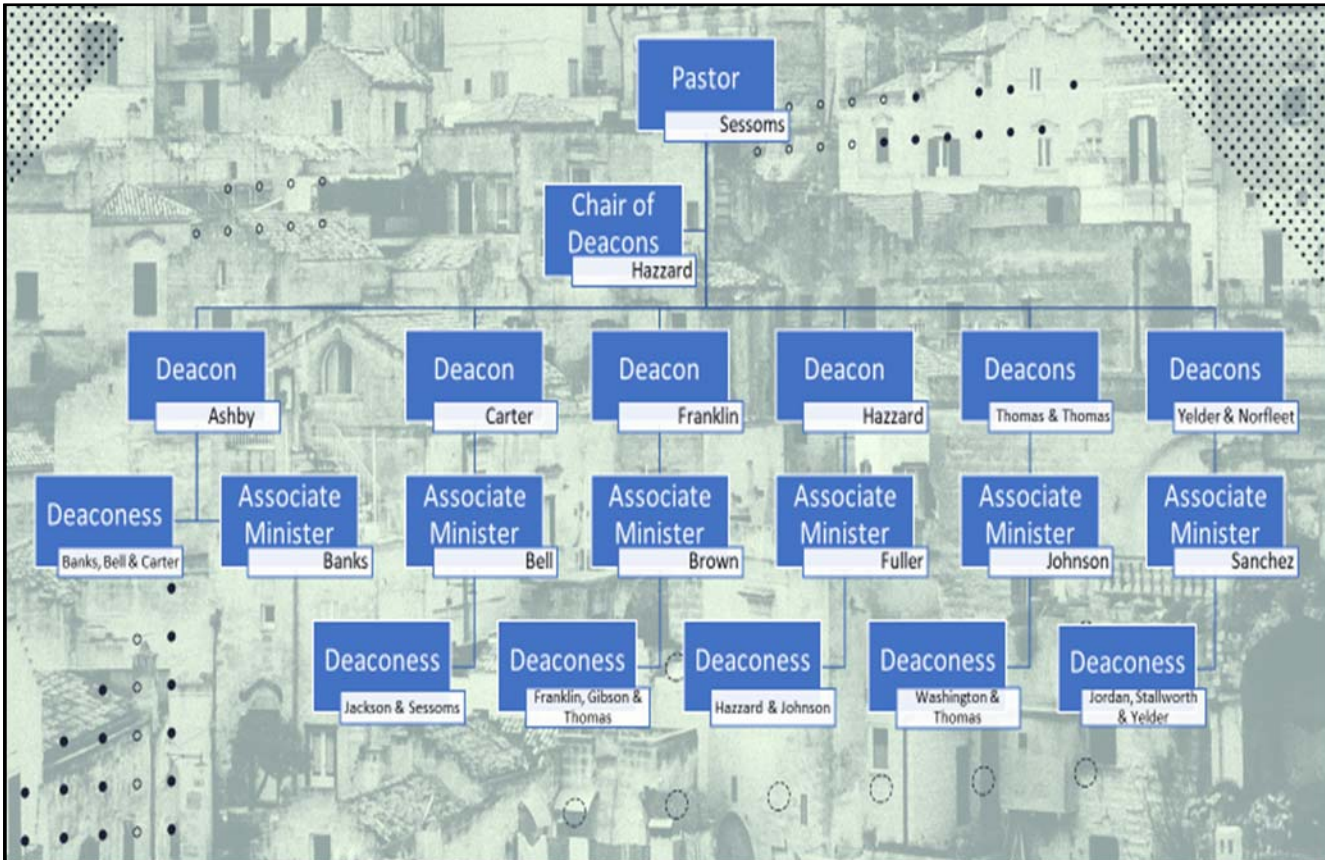 Pastor
Sessoms
Chair of
Deacons
Hazzard
Deacon
Ashby
Deacon
Carter
Deacon
Franklin
Deacon
Hazzard
Deacons
Thomas & Thomas
Deacons
Yelder & Norfleet
Deaconess
Banks, Bell & Carter
Associate
Minister
Banks
Associate
Minister
Bell
Associate
Minister
Brown
Associate
Minister
Fuller
Associate
Minister
Johnson
Associate
Minister
Sanchez
Deaconess
Jackson & Sessoms
Deaconess
Franklin, Gibson &
Thomas
Deaconess
Hazzard & Johnson
Deaconess
Washington &
Thomas
Deaconess
Jordan, Stallworth
& Yelder